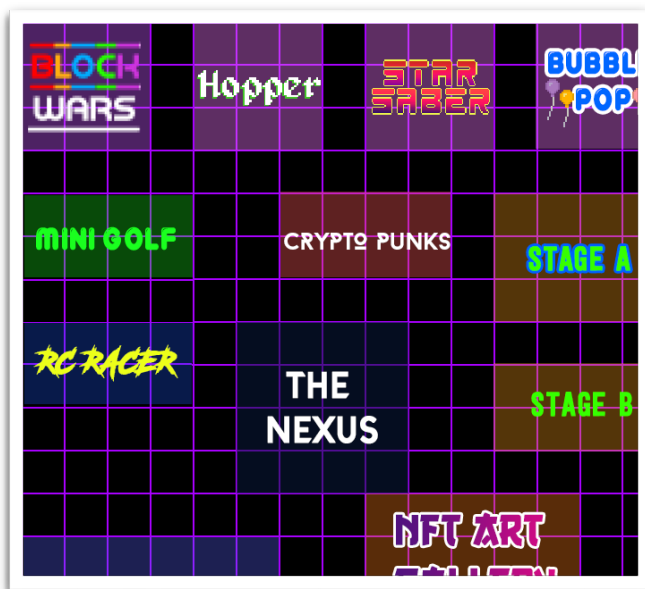 BLOCK
WARS
Hopper
STAR
SABER
BUBBL
POP
MINI GOLF
CRYPTO PUNKS
STAGE A
RC RACER
THE
NEXUS
STAGE B
NFT ART
GALLERY